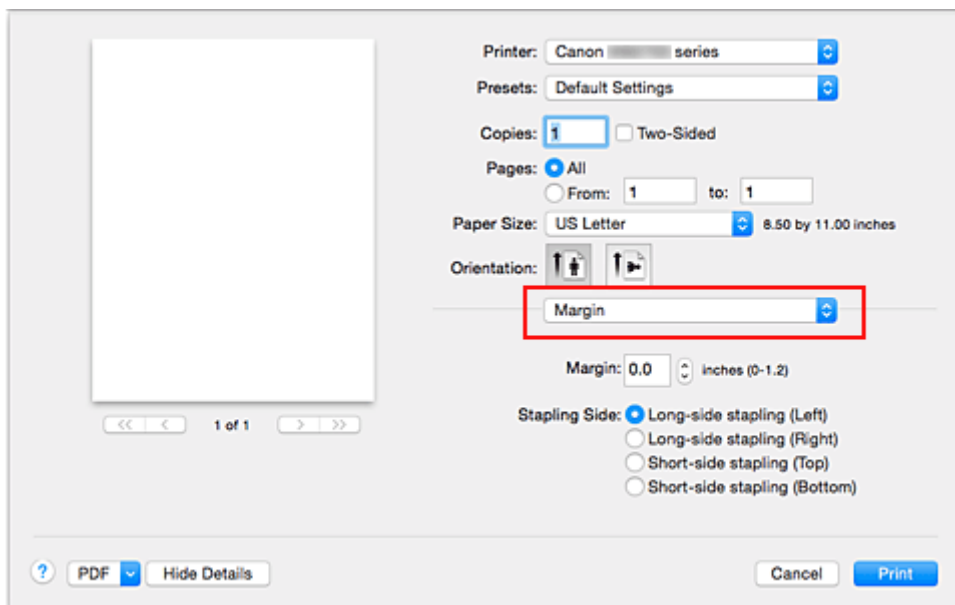 Printer: Canon series
Presets: Default Settings
Copies: 1 Two-Sided
Pages: All
From: 1 to: 1
Paper Size: US Letter 8.50 by 11.00 inches
Orientation:
Margin
Margin: 0.0 inches (0-1.2)
Stapling Side: Long-side stapling (Left)
Long-side stapling (Right)
Short-side stapling (Top)
Short-side stapling (Bottom)
1 of 1
? PDF Hide Details Cancel Print